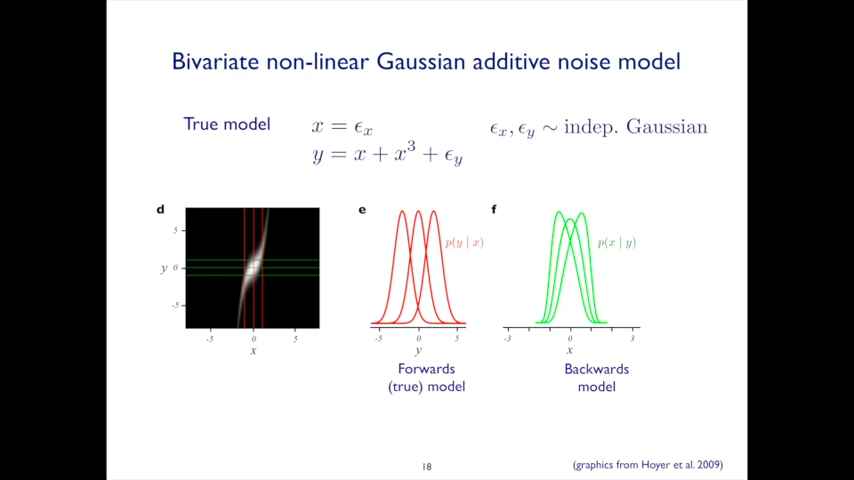 Bivariate non-linear Gaussian additive noise model
True model
x = ϵ_x
ϵ_x, ϵ_y ∼ indep. Gaussian
y = x + x^3 + ϵ_y
d
5
y 0
-5
-5 0 5
x
e
p(y | x)
-5 0 5
y
Forwards
(true) model
f
p(x | y)
-3 0 3
x
Backwards
model
18
(graphics from Hoyer et al. 2009)